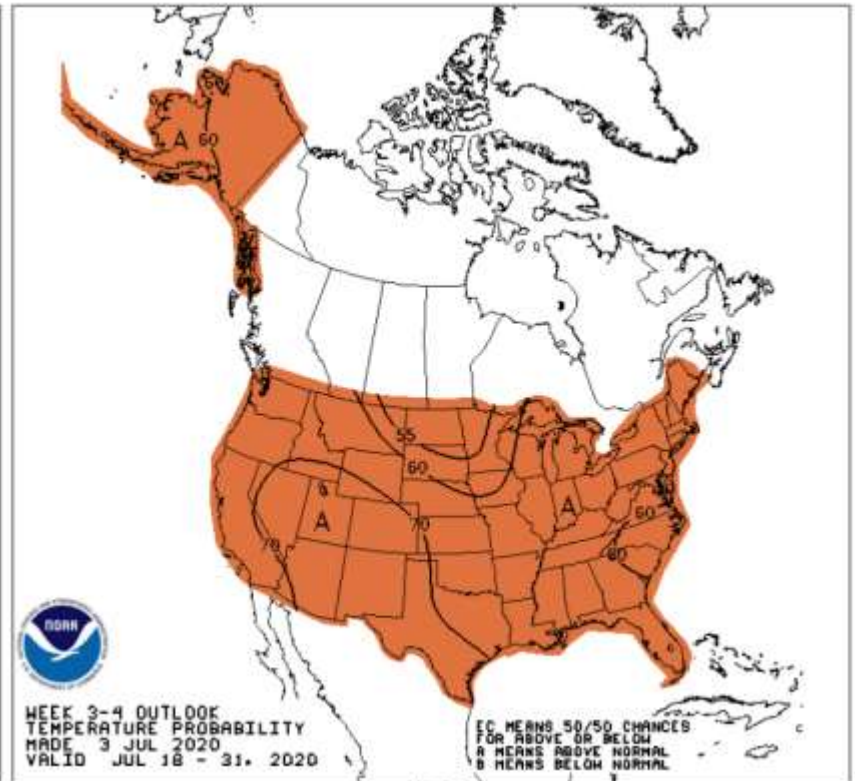 60
A 60
55
60
70
A
A
60
70
60
NOAA
WEEK 3-4 OUTLOOK
TEMPERATURE PROBABILITY
MADE 3 JUL 2020
VALID JUL 18 - 31, 2020
EC MEANS 50/50 CHANCES
FOR ABOVE OR BELOW
A MEANS ABOVE NORMAL
B MEANS BELOW NORMAL